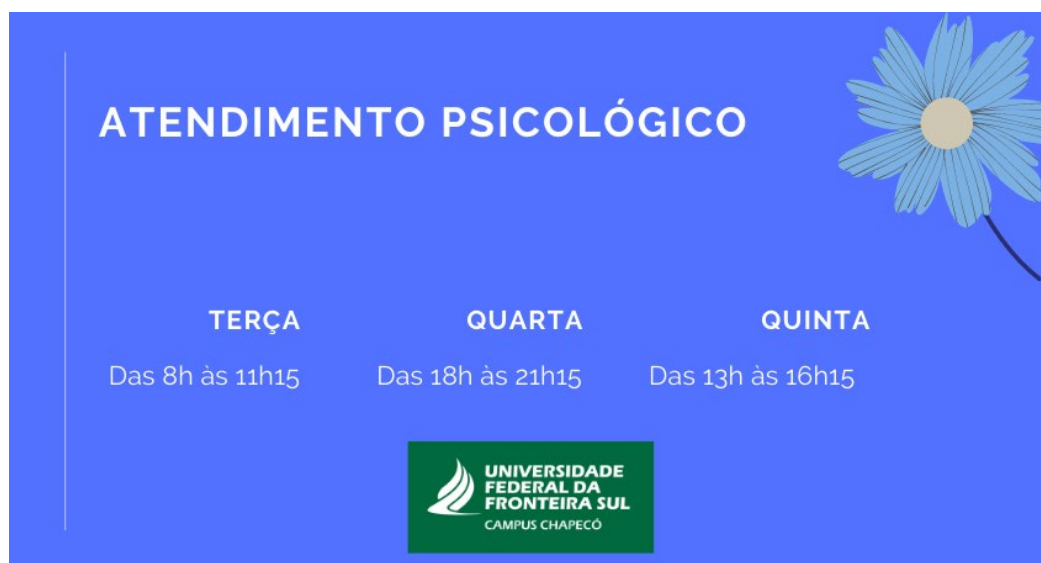 ATENDIMENTO PSICOLÓGICO
TERÇA
Das 8h às 11h15
QUARTA
Das 18h às 21h15
QUINTA
Das 13h às 16h15
UNIVERSIDADE
FEDERAL DA
FRONTEIRA SUL
CAMPUS CHAPECÓ